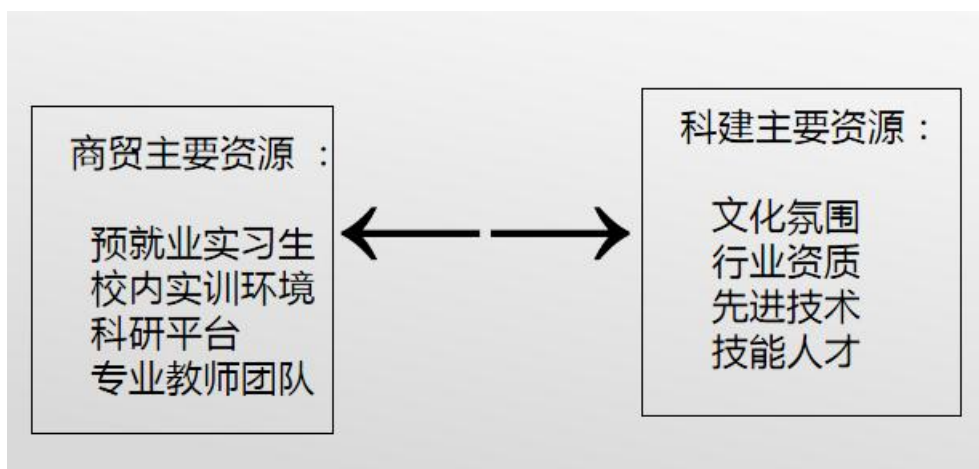 商贸主要资源 ：
预就业实习生
校内实训环境
科研平台
专业教师团队
科建主要资源：
文化氛围
行业资质
先进技术
技能人才